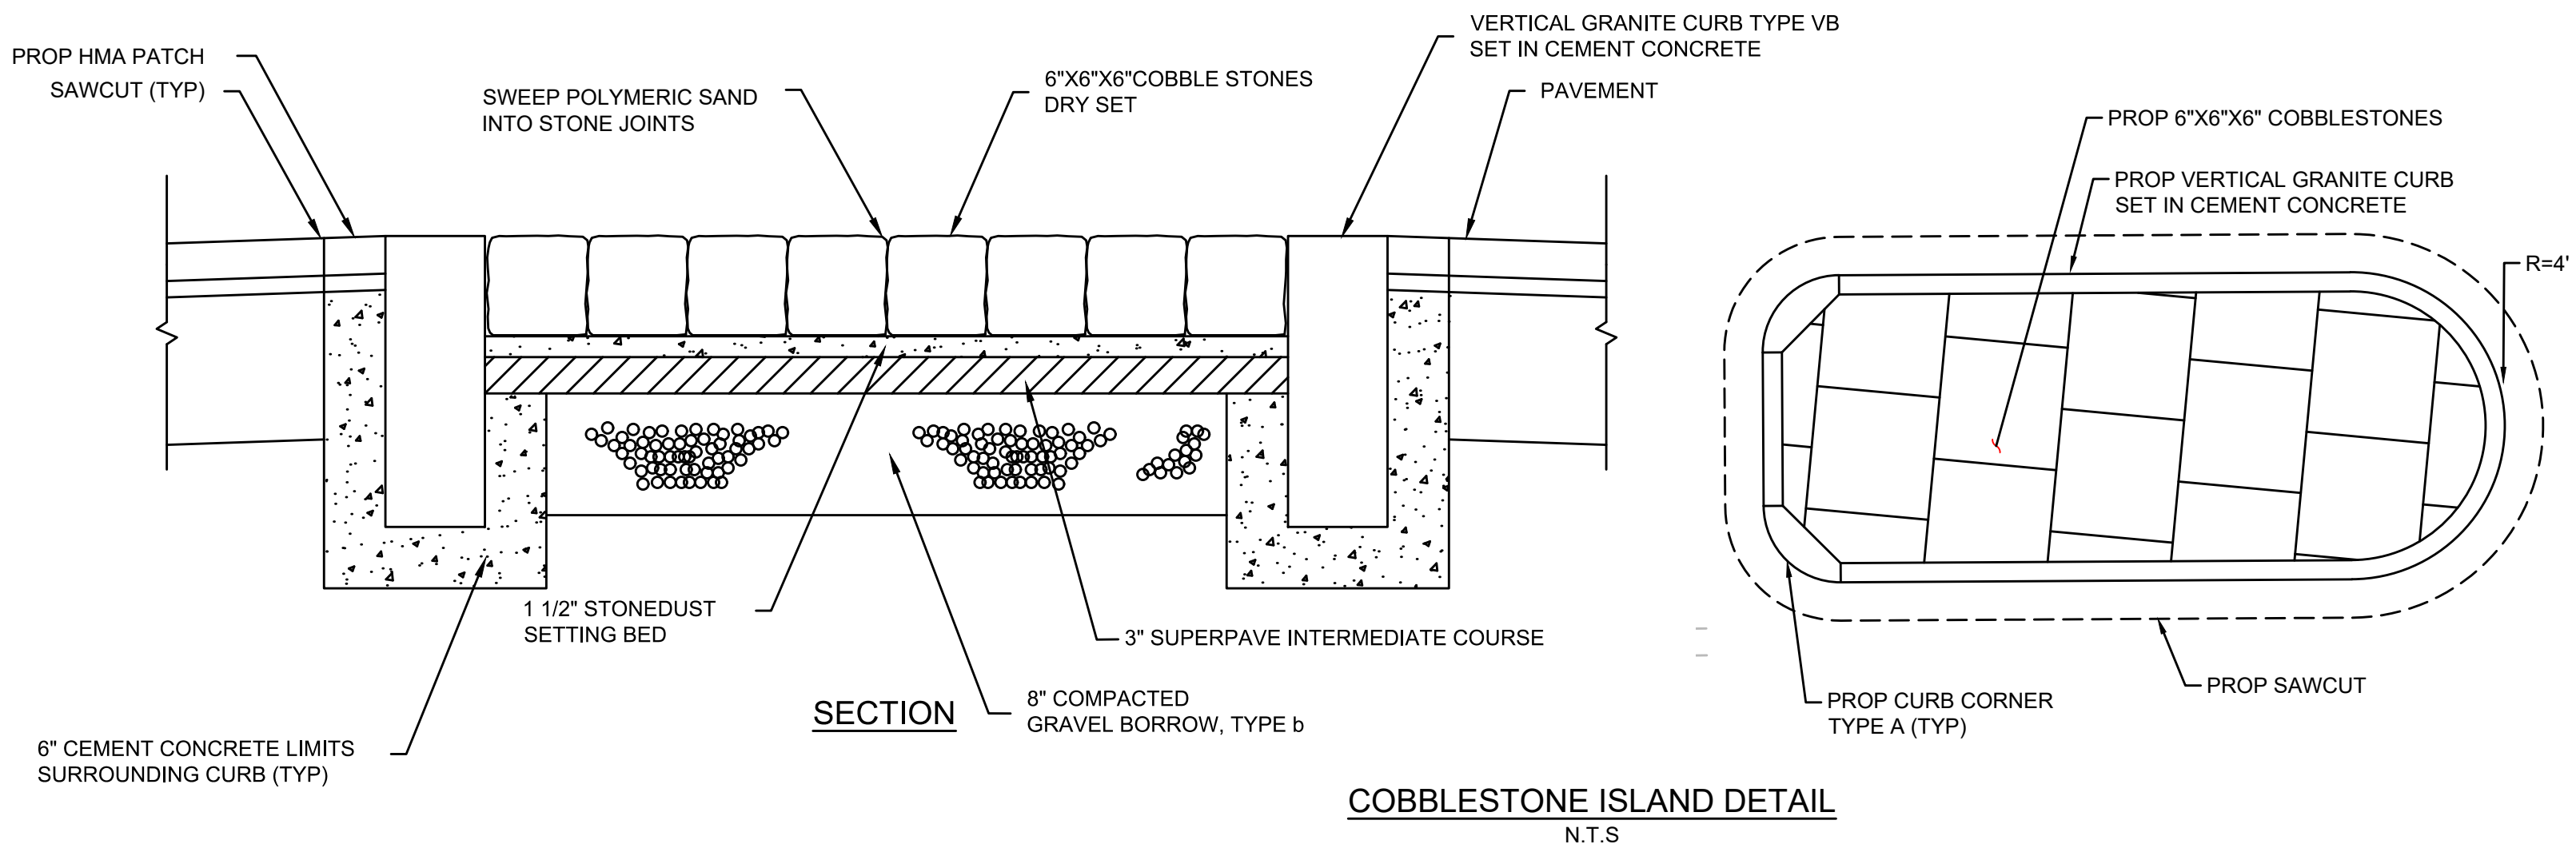 PROP HMA PATCH
SAWCUT (TYP)
SWEEP POLYMERIC SAND
INTO STONE JOINTS
6"X6"X6"COBBLE STONES
DRY SET
VERTICAL GRANITE CURB TYPE VB
SET IN CEMENT CONCRETE
PAVEMENT
PROP 6"X6"X6" COBBLESTONES
PROP VERTICAL GRANITE CURB
SET IN CEMENT CONCRETE
R=4'
1 1/2" STONEDUST
SETTING BED
3" SUPERPAVE INTERMEDIATE COURSE
8" COMPACTED
GRAVEL BORROW, TYPE b
6" CEMENT CONCRETE LIMITS
SURROUNDING CURB (TYP)
SECTION
PROP CURB CORNER
TYPE A (TYP)
PROP SAWCUT
COBBLESTONE ISLAND DETAIL
N.T.S